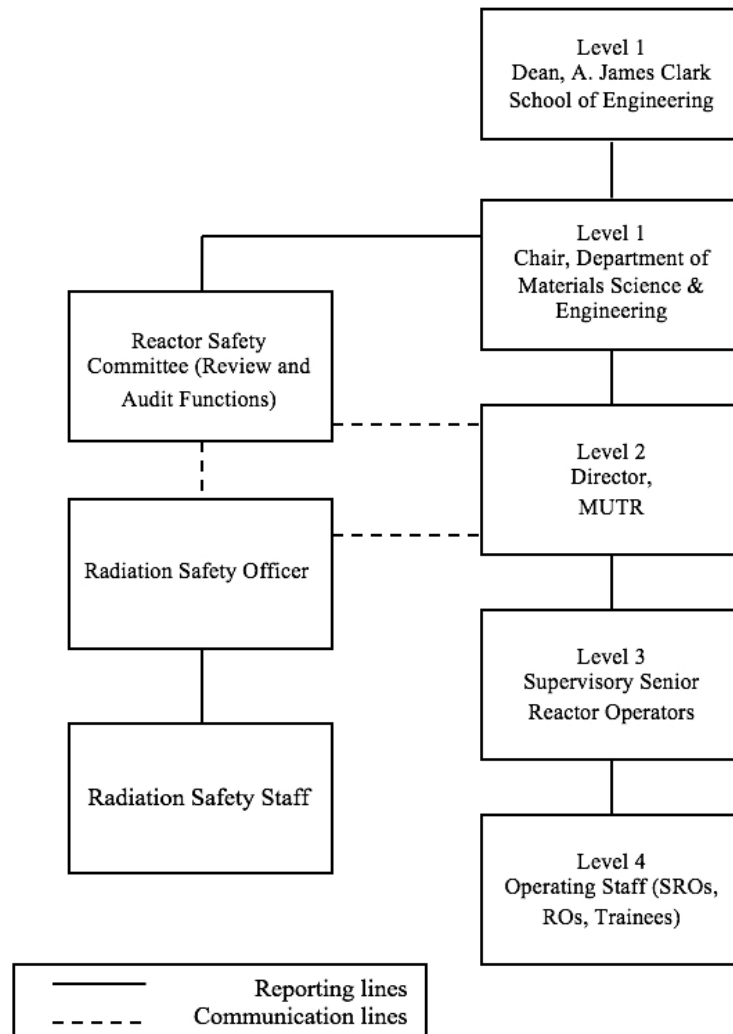 Level 1
Dean, A. James Clark
School of Engineering
Level 1
Chair, Department of
Materials Science &
Engineering
Reactor Safety
Committee (Review and
Audit Functions)
Level 2
Director,
MUTR
Radiation Safety Officer
Level 3
Supervisory Senior
Reactor Operators
Radiation Safety Staff
Level 4
Operating Staff (SROs,
ROs, Trainees)
Reporting lines
Communication lines